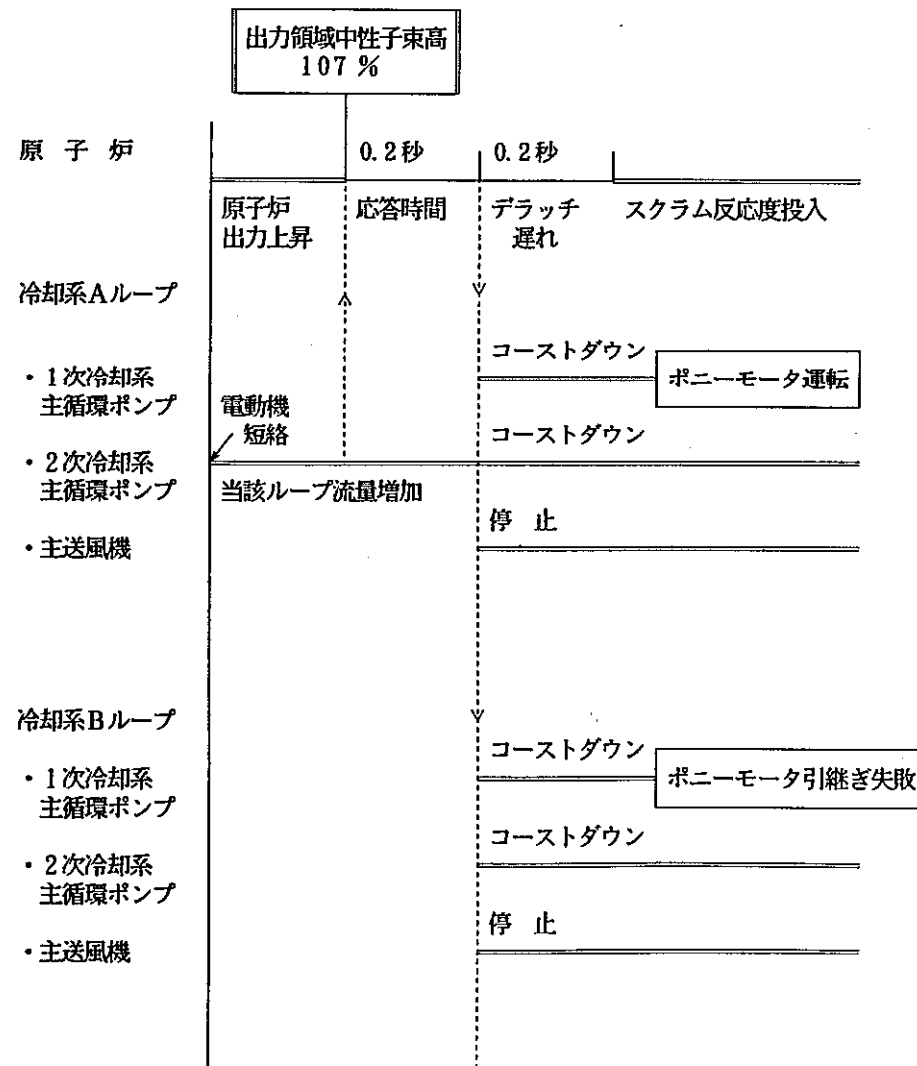 出力領域中性子束高
107 %
原 子 炉
0.2秒
0.2秒
原子炉
出力上昇
応答時間
デラッチ
遅れ
スクラム反応度投入
冷却系Aループ
コーストダウン
ポニーモータ運転
・1次冷却系
主循環ポンプ
電動機
短絡
コーストダウン
・2次冷却系
主循環ポンプ
当該ループ流量増加
停 止
・主送風機
冷却系Bループ
コーストダウン
ポニーモータ引継ぎ失敗
・1次冷却系
主循環ポンプ
コーストダウン
・2次冷却系
主循環ポンプ
停 止
・主送風機